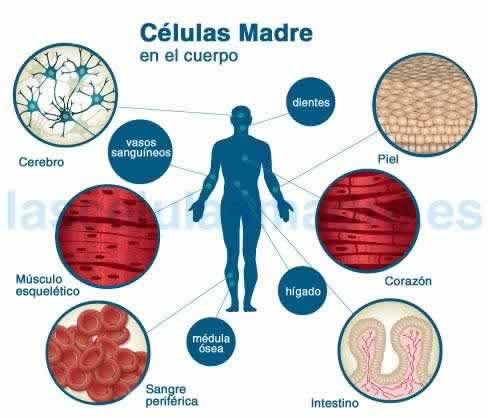 Células Madre
en el cuerpo
dientes
Cerebro
vasos
sanguíneos
Piel
Músculo
esquelético
Corazón
hígado
médula
ósea
Sangre
periférica
Intestino